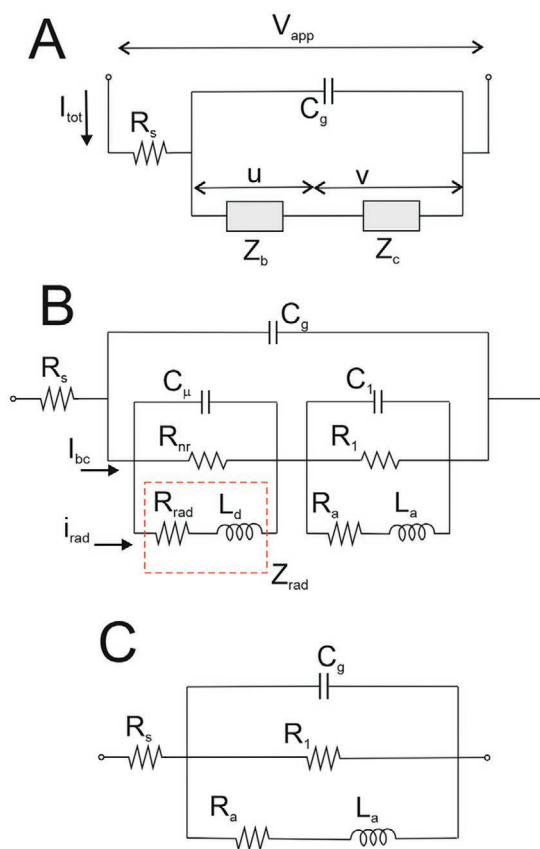 A
V_app
I_tot
R_s
C_g
u
v
Z_b
Z_c
B
C_g
R_s
C_μ
C_1
I_bc
R_nr
R_1
R_rad
L_d
R_a
L_a
i_rad
Z_rad
C
C_g
R_s
R_1
R_a
L_a